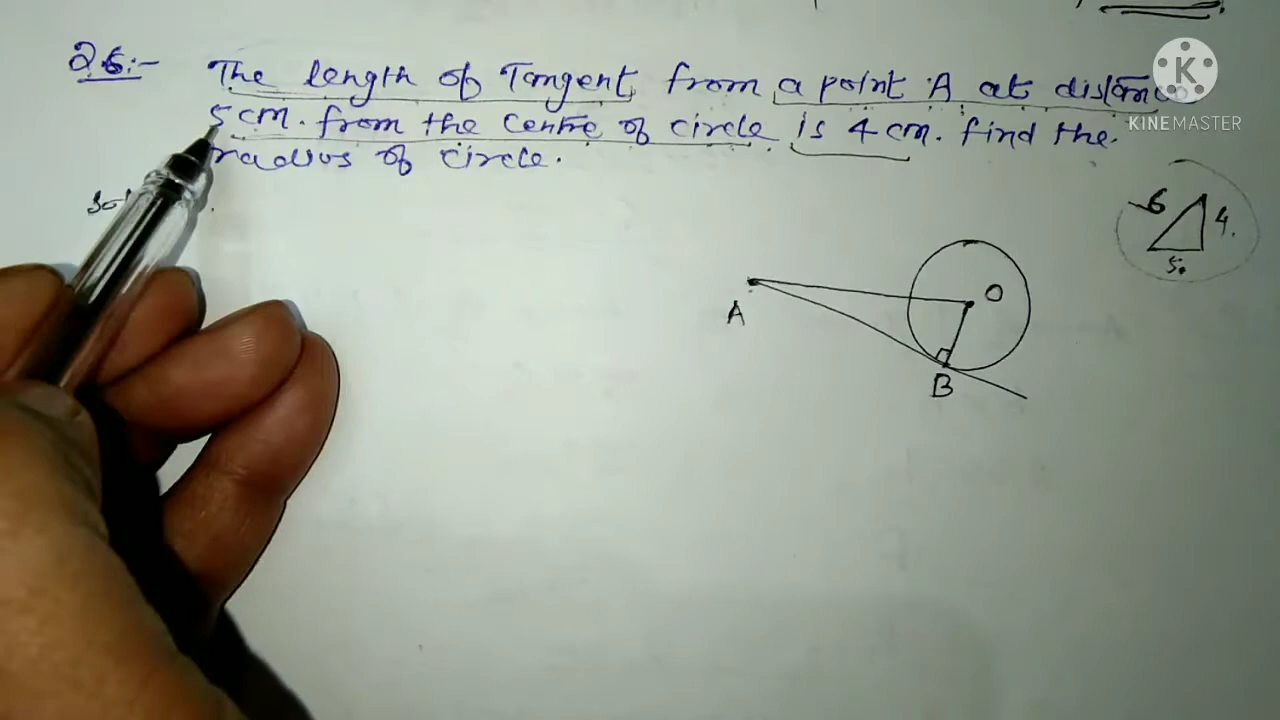 Q6:- The length of Tangent from a point A at distance
5 cm. from the centre of circle is 4 cm. find the
radius of circle.
K
KINEMASTER
6 4.
5.
A
O
B